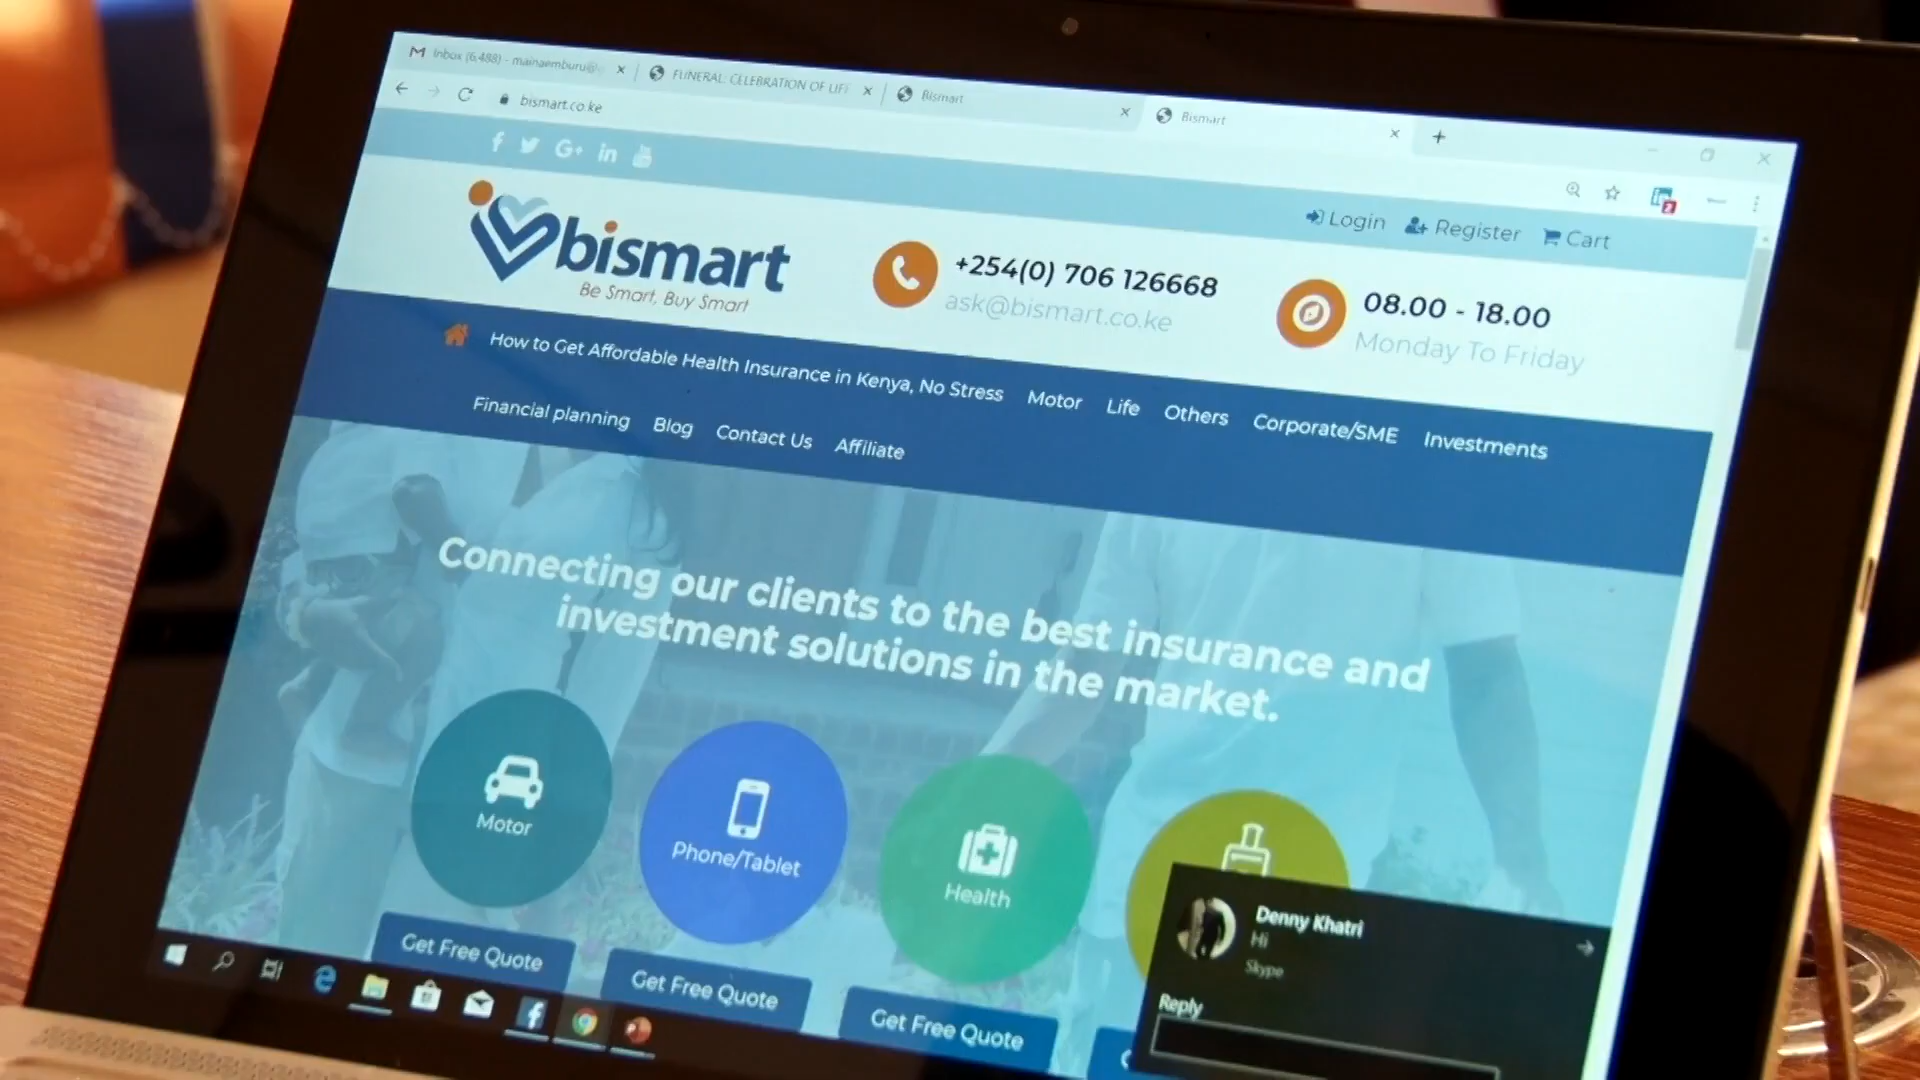 Inbox (6,488) - mainaemburu@
FUNERAL: CELEBRATION OF LIFE
Bismart
Bismart
bismart.co.ke
Login Register Cart
bismart
Be Smart, Buy Smart
+254(0) 706 126668
ask@bismart.co.ke
08.00 - 18.00
Monday To Friday
How to Get Affordable Health Insurance in Kenya, No Stress Motor Life Others Corporate/SME Investments
Financial planning Blog Contact Us Affiliate
Connecting our clients to the best insurance and
investment solutions in the market.
Motor
Phone/Tablet
Health
Get Free Quote
Get Free Quote
Get Free Quote
Denny Khatri
Hi
Skype
Reply